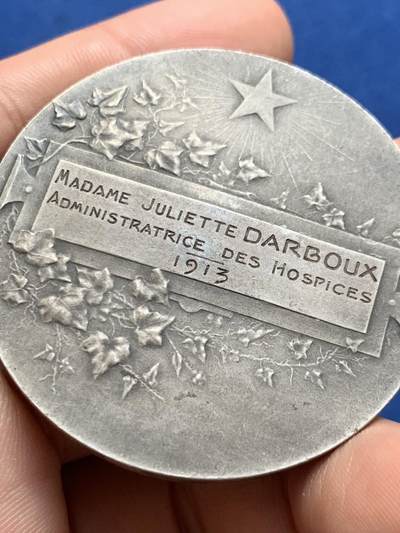 MADAME JULIETTE DARBOUX
ADMINISTRATRICE DES HOSPICES
1913